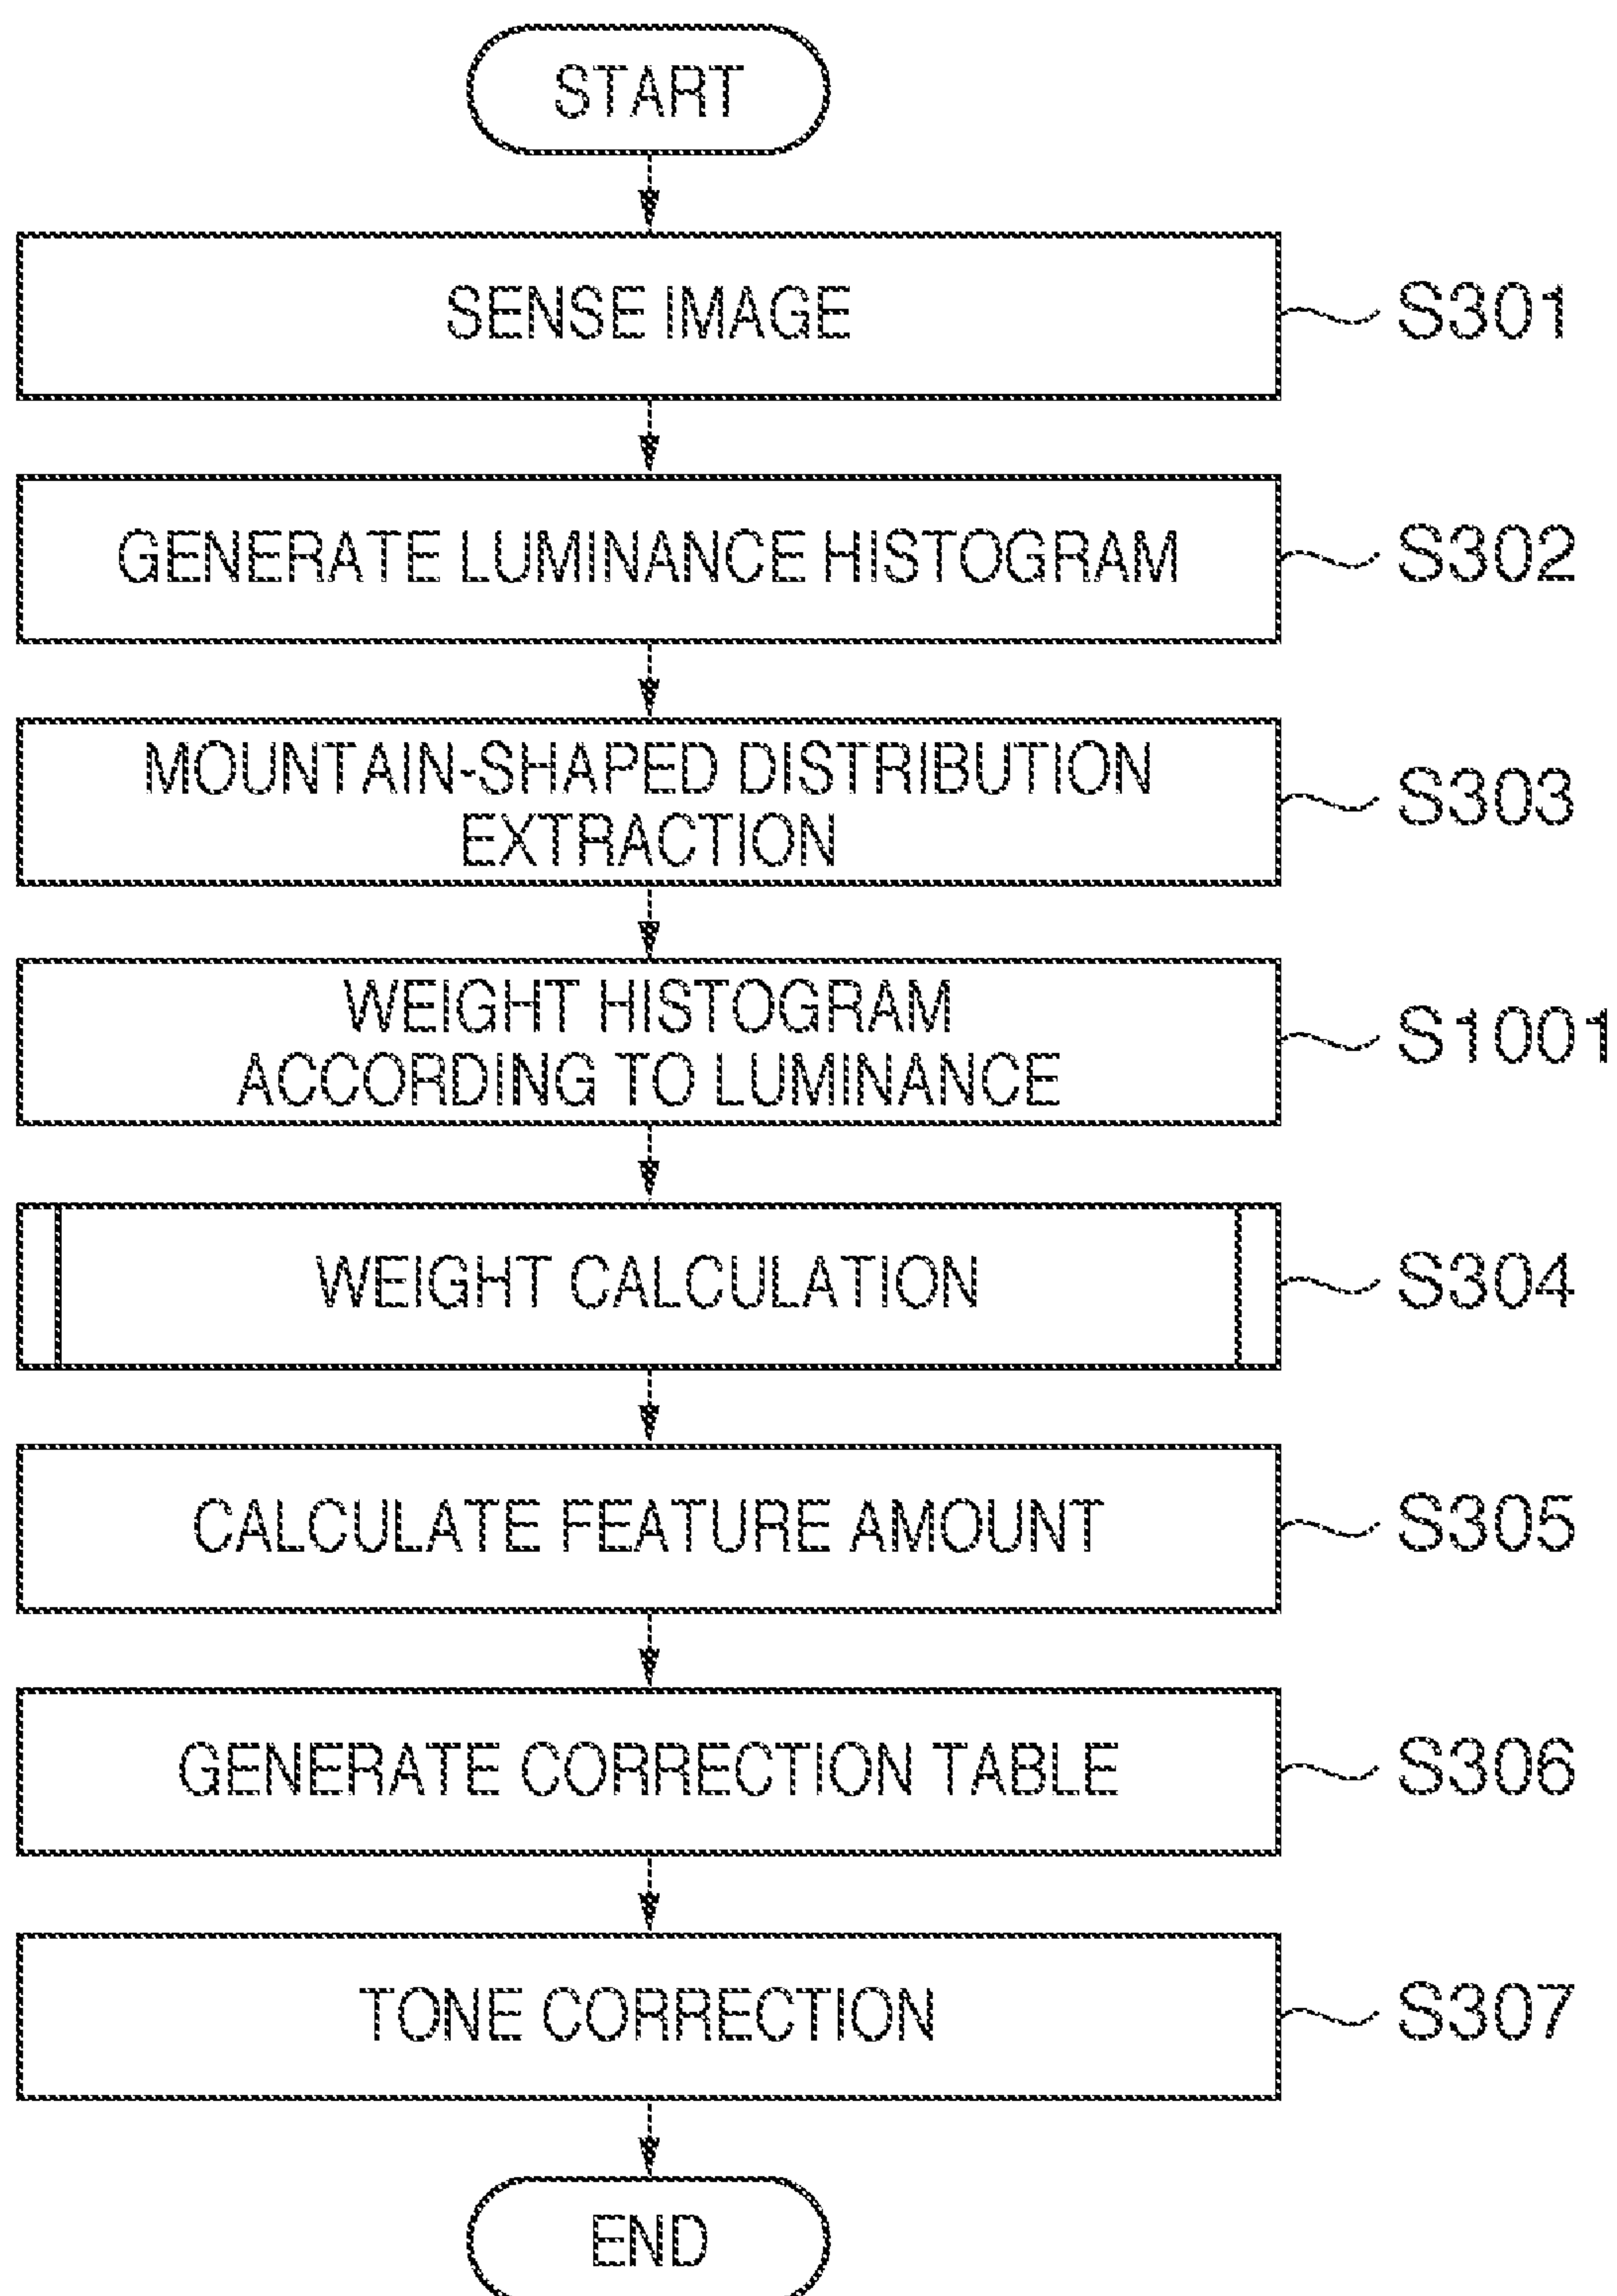 START
SENSE IMAGE
S301
GENERATE LUMINANCE HISTOGRAM
S302
MOUNTAIN-SHAPED DISTRIBUTION
EXTRACTION
S303
WEIGHT HISTOGRAM
ACCORDING TO LUMINANCE
S1001
WEIGHT CALCULATION
S304
CALCULATE FEATURE AMOUNT
S305
GENERATE CORRECTION TABLE
S306
TONE CORRECTION
S307
END